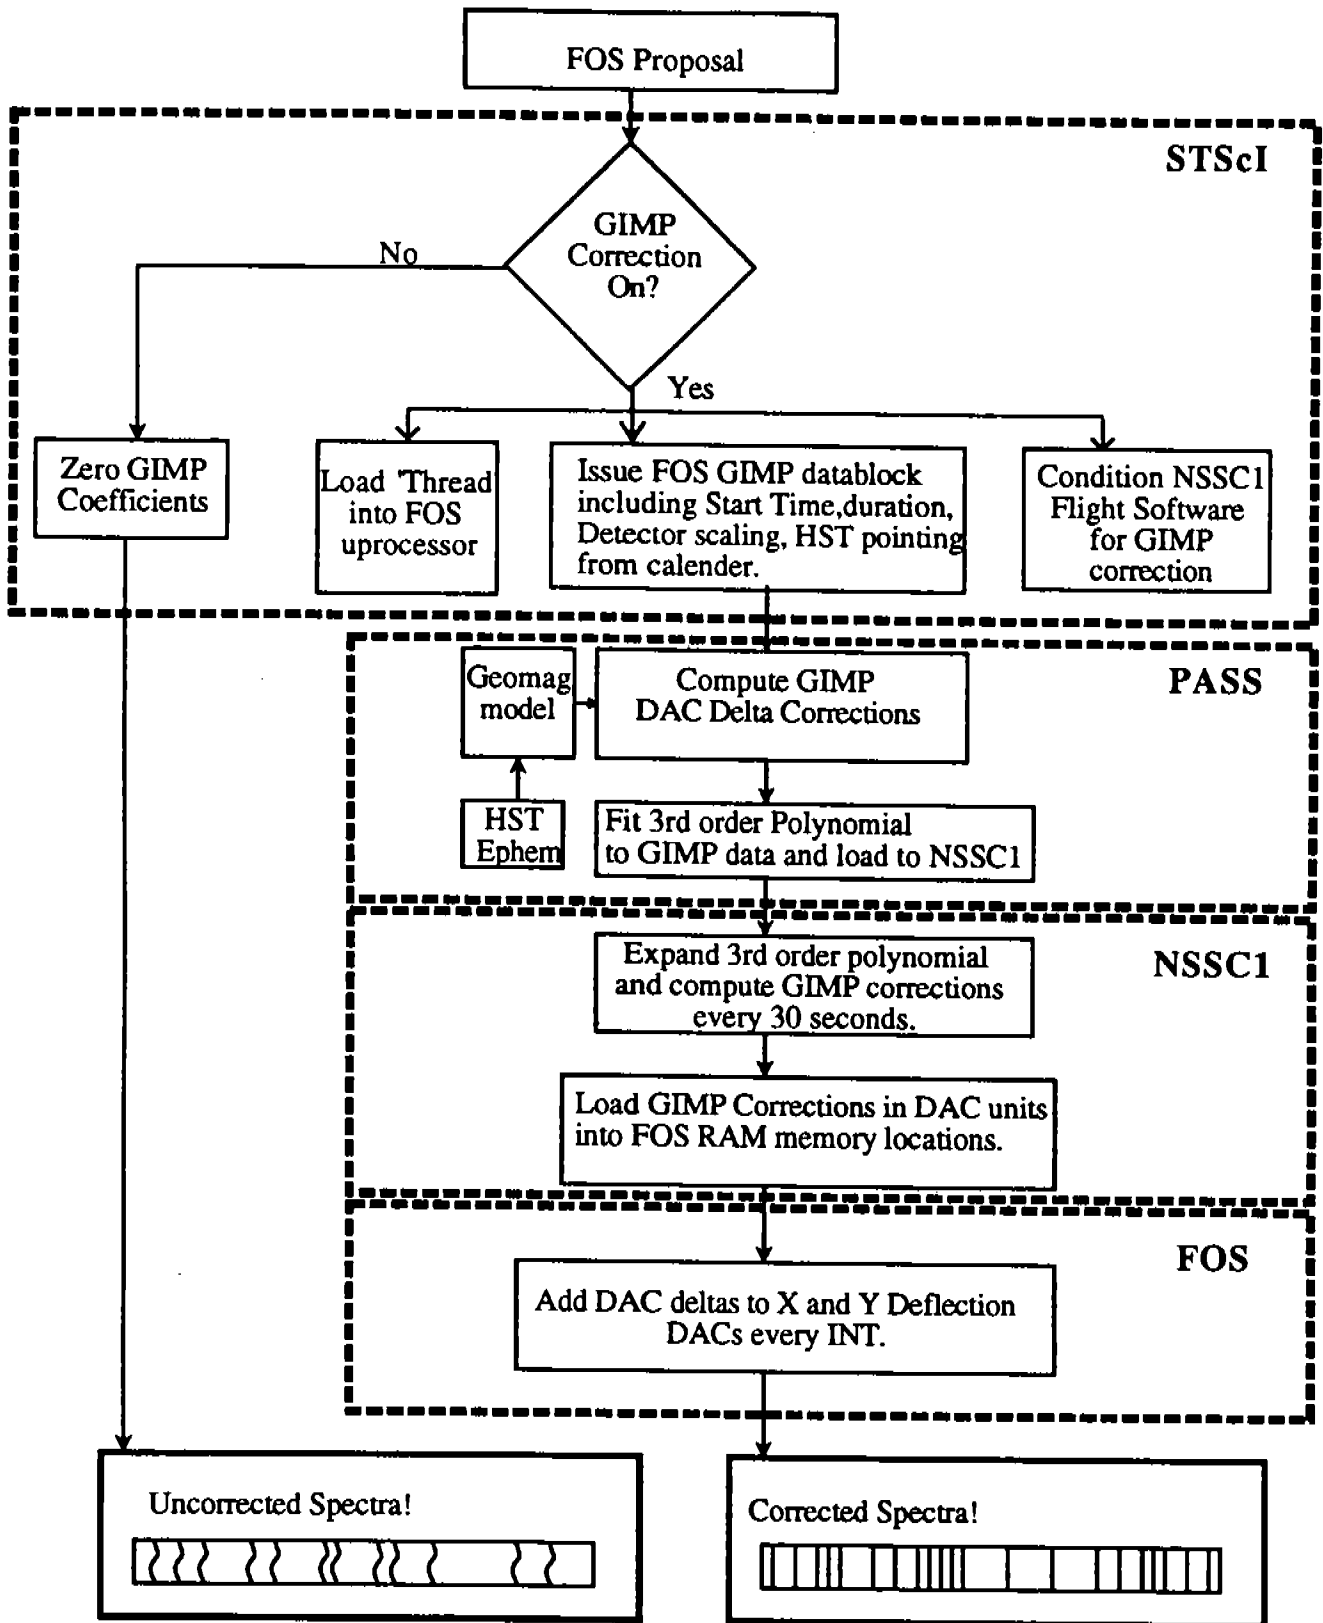 FOS Proposal
STScI
GIMP
Correction
On?
No
Yes
Zero GIMP
Coefficients
Load 'Thread
into FOS
uprocessor
Issue FOS GIMP datablock
including Start Time,duration,
Detector scaling, HST pointing
from calender.
Condition NSSC1
Flight Software
for GIMP
correction
PASS
Geomag
model
Compute GIMP
DAC Delta Corrections
HST
Ephem
Fit 3rd order Polynomial
to GIMP data and load to NSSC1
NSSC1
Expand 3rd order polynomial
and compute GIMP corrections
every 30 seconds.
Load GIMP Corrections in DAC units
into FOS RAM memory locations.
FOS
Add DAC deltas to X and Y Deflection
DACs every INT.
Uncorrected Spectra!
Corrected Spectra!